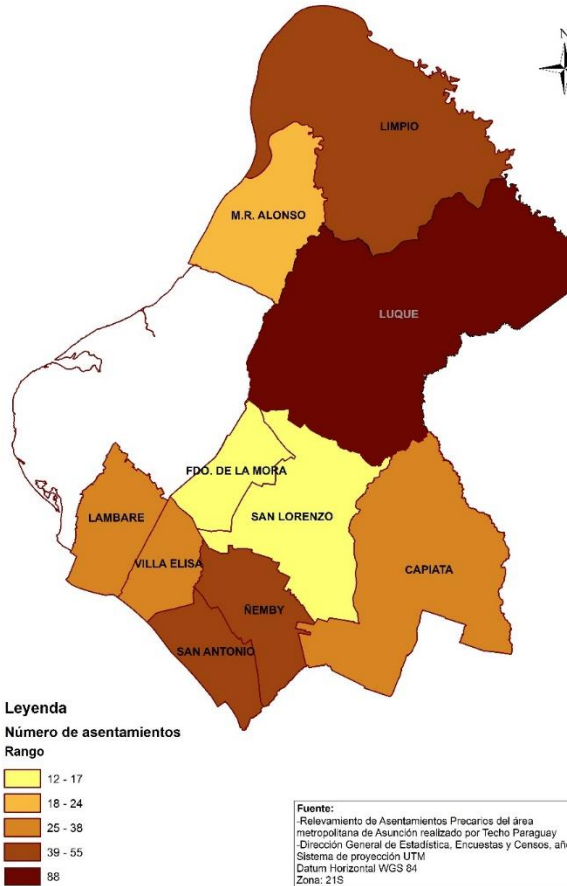 N
LIMPIO
M.R. ALONSO
LUQUE
FDO. DE LA MORA
SAN LORENZO
LAMBARE
VILLA ELISA
CAPIATA
ÑEMBY
SAN ANTONIO
Leyenda
Número de asentamientos
Rango
12 - 17
18 - 24
25 - 38
39 - 55
88
Fuente:
-Relevamiento de Asentamientos Precarios del área
metropolitana de Asunción realizado por Techo Paraguay
-Dirección General de Estadística, Encuestas y Censos, año
Sistema de proyección UTM
Datum Horizontal WGS 84
Zona: 21S